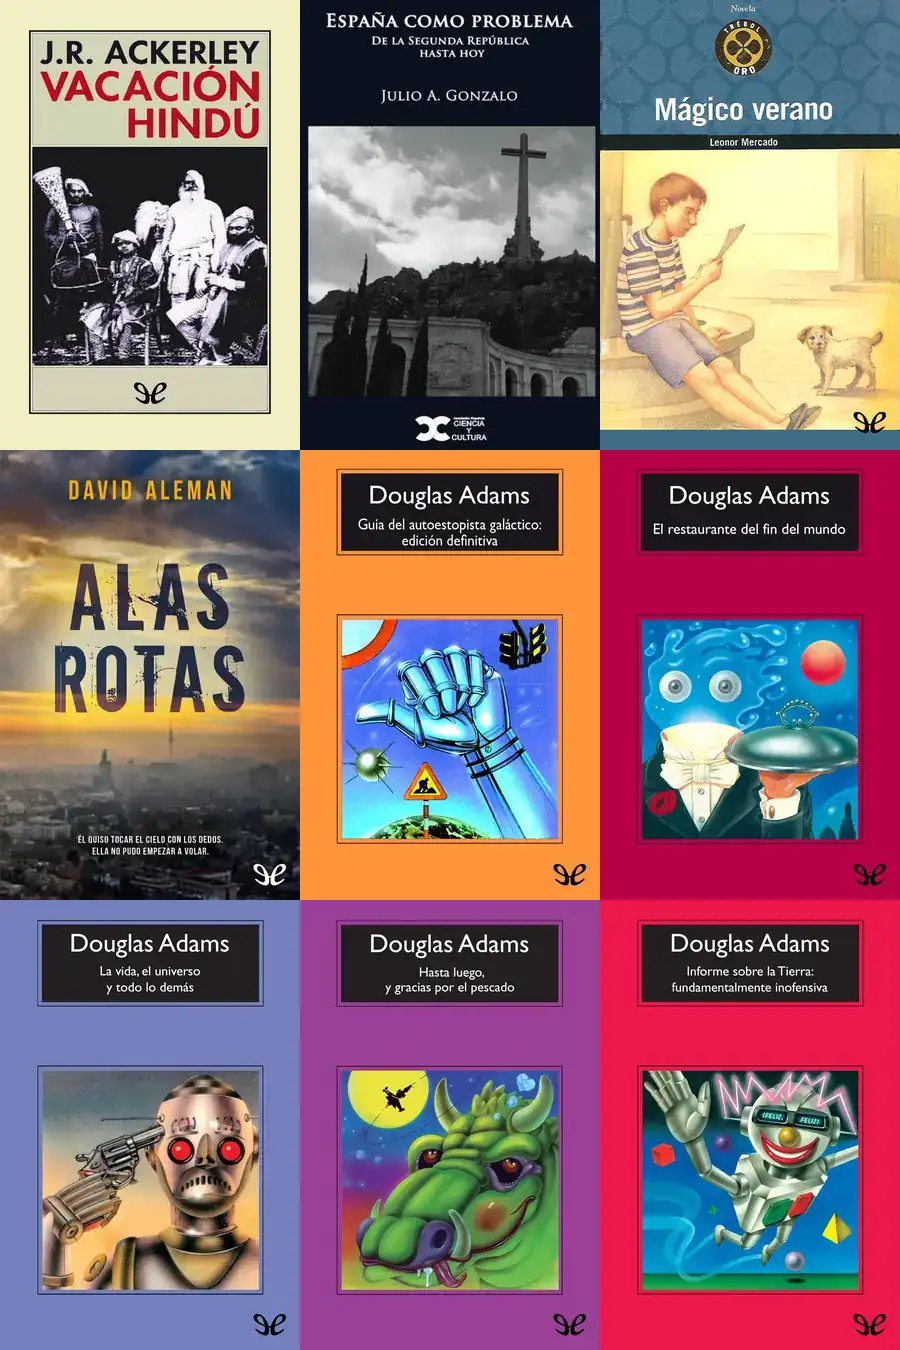 J.R. ACKERLEY
VACACIÓN
HINDÚ
ESPAÑA COMO PROBLEMA
DE LA SEGUNDA REPÚBLICA
HASTA HOY
JULIO A. GONZALO
Asociación Española
CIENCIA
Y
CULTURA
Novela
TRÉBOL
ORO
Mágico verano
Leonor Mercado
DAVID ALEMAN
ALAS
ROTAS
ÉL QUISO TOCAR EL CIELO CON LOS DEDOS.
ELLA NO PUDO EMPEZAR A VOLAR.
Douglas Adams
Guía del autoestopista galáctico:
edición definitiva
Douglas Adams
El restaurante del fin del mundo
Douglas Adams
La vida, el universo
y todo lo demás
Douglas Adams
Hasta luego,
y gracias por el pescado
Douglas Adams
Informe sobre la Tierra:
fundamentalmente inofensiva
¡FELIZ,
FELIZ!